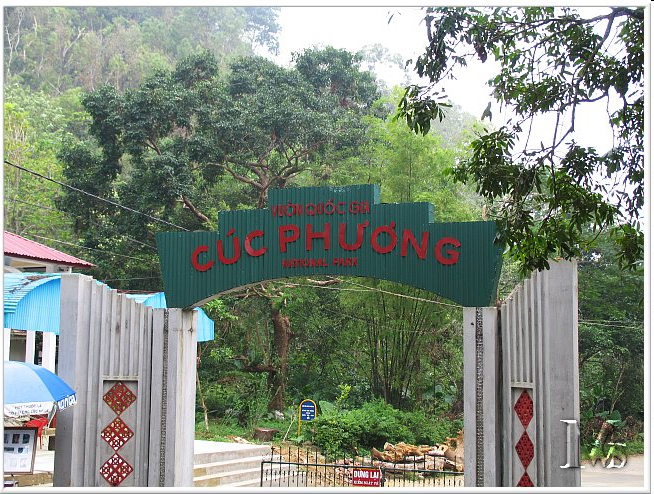 VƯỜN QUỐC GIA
CÚC PHƯƠNG
NATIONAL PARK
DỪNG LẠI